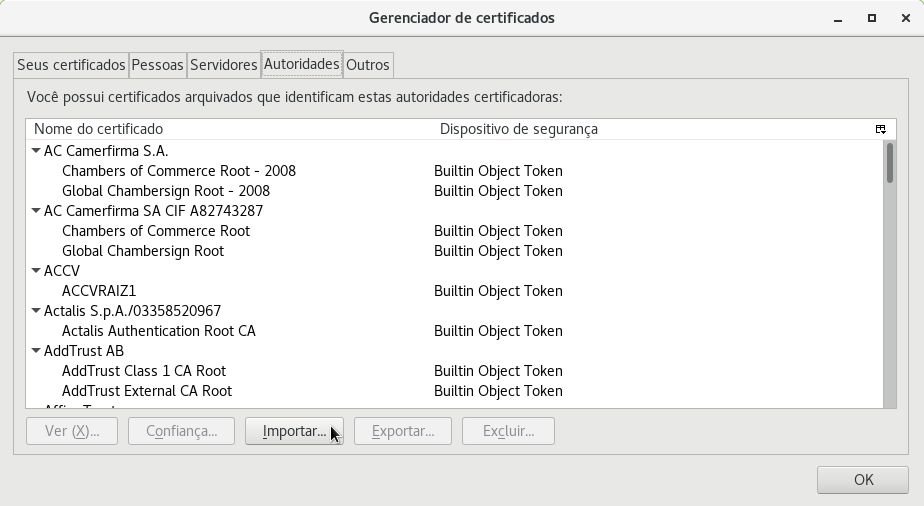 Gerenciador de certificados
Seus certificados Pessoas Servidores Autoridades Outros
Você possui certificados arquivados que identificam estas autoridades certificadoras:
Nome do certificado Dispositivo de segurança
AC Camerfirma S.A.
Chambers of Commerce Root - 2008 Builtin Object Token
Global Chambersign Root - 2008 Builtin Object Token
AC Camerfirma SA CIF A82743287
Chambers of Commerce Root Builtin Object Token
Global Chambersign Root Builtin Object Token
ACCV
ACCVRAIZ1 Builtin Object Token
Actalis S.p.A./03358520967
Actalis Authentication Root CA Builtin Object Token
AddTrust AB
AddTrust Class 1 CA Root Builtin Object Token
AddTrust External CA Root Builtin Object Token
Ver (X)... Confiança... Importar... Exportar... Excluir...
OK